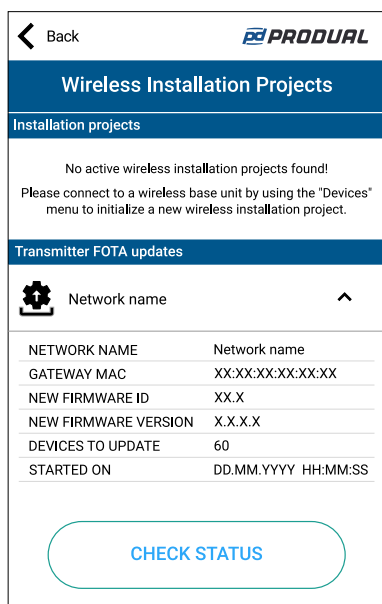 Back
PRODUAL
Wireless Installation Projects
Installation projects
No active wireless installation projects found!
Please connect to a wireless base unit by using the "Devices"
menu to initialize a new wireless installation project.
Transmitter FOTA updates
Network name
NETWORK NAME Network name
GATEWAY MAC XX:XX:XX:XX:XX:XX
NEW FIRMWARE ID XX.X
NEW FIRMWARE VERSION X.X.X.X
DEVICES TO UPDATE 60
STARTED ON DD.MM.YYYY HH:MM:SS
CHECK STATUS